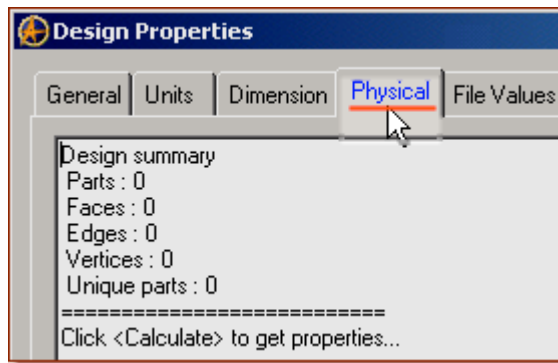 Design Properties
General Units Dimension Physical File Values
Design summary
Parts : 0
Faces : 0
Edges : 0
Vertices : 0
Unique parts : 0
===========================
Click <Calculate> to get properties...